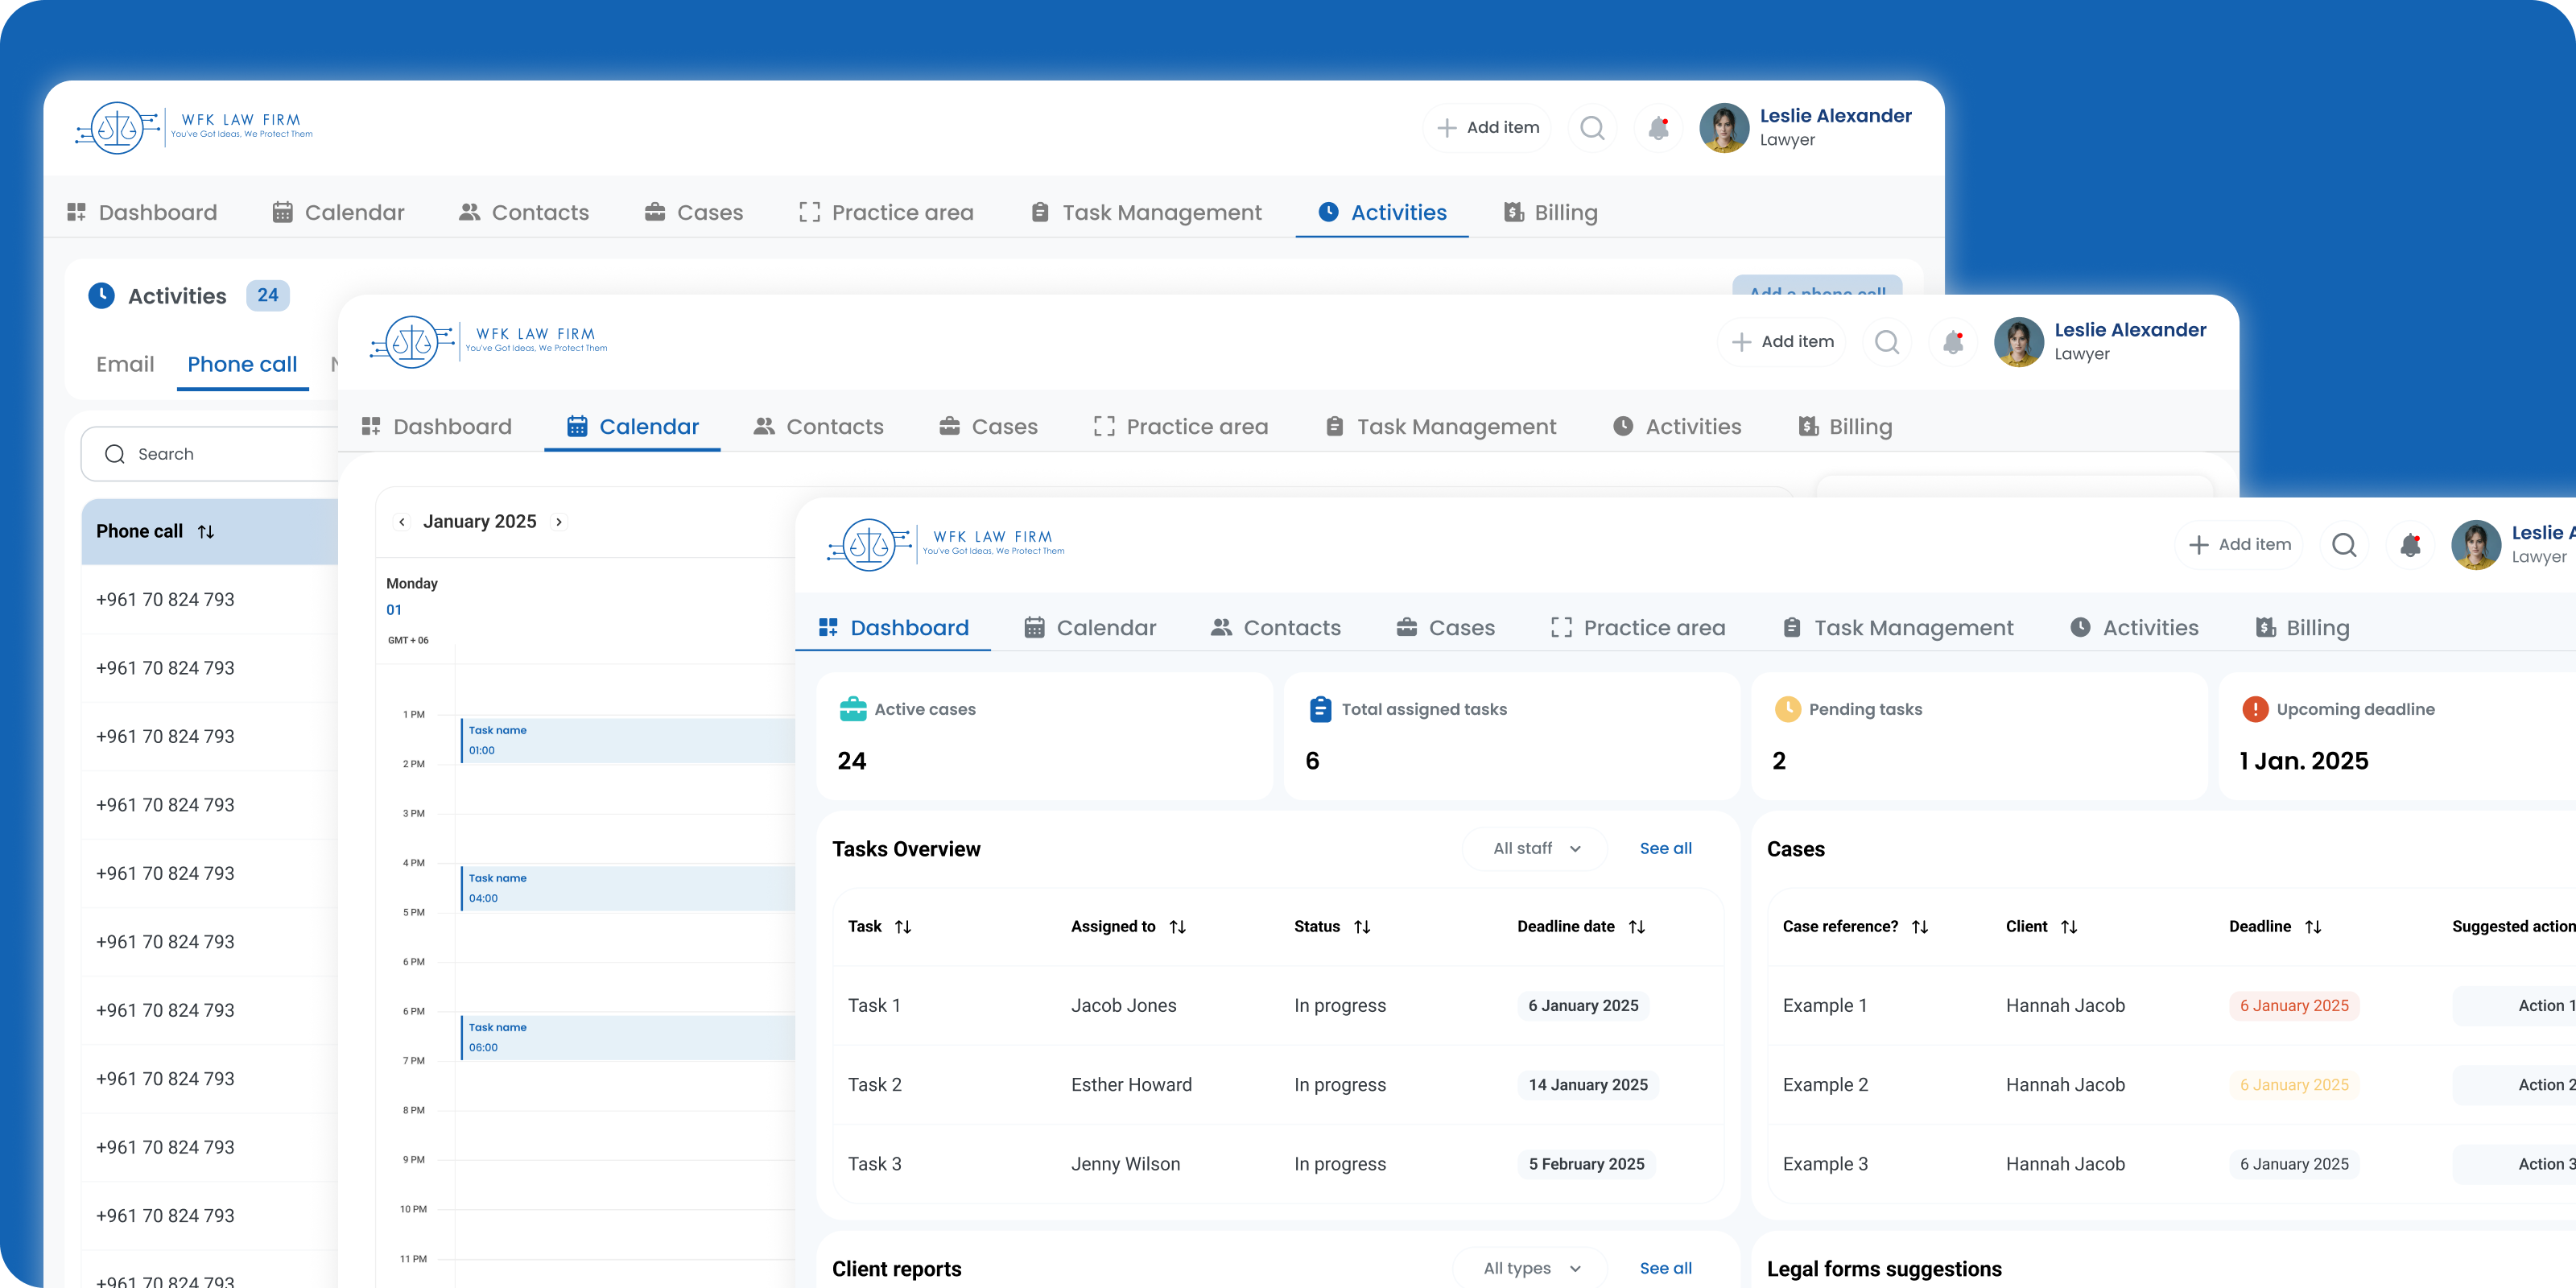 WFK LAW FIRM
You've Got Ideas, We Protect Them
Add item
Leslie Alexander
Lawyer
Dashboard
Calendar
Contacts
Cases
Practice area
Task Management
Activities
Billing
Activities
24
Add a phone call
Email
Phone call
Search
Phone call
+961 70 824 793
+961 70 824 793
+961 70 824 793
+961 70 824 793
+961 70 824 793
+961 70 824 793
+961 70 824 793
+961 70 824 793
+961 70 824 793
+961 70 824 793
+961 70 824 793
WFK LAW FIRM
You've Got Ideas, We Protect Them
Add item
Leslie Alexander
Lawyer
Dashboard
Calendar
Contacts
Cases
Practice area
Task Management
Activities
Billing
January 2025
Monday
01
GMT + 06
1 PM
Task name
01:00
2 PM
3 PM
4 PM
Task name
04:00
5 PM
6 PM
6 PM
Task name
06:00
7 PM
8 PM
9 PM
10 PM
11 PM
WFK LAW FIRM
You've Got Ideas, We Protect Them
Add item
Leslie A
Lawyer
Dashboard
Calendar
Contacts
Cases
Practice area
Task Management
Activities
Billing
Active cases
24
Total assigned tasks
6
Pending tasks
2
Upcoming deadline
1 Jan. 2025
Tasks Overview
All staff
See all
Task
Assigned to
Status
Deadline date
Task 1
Jacob Jones
In progress
6 January 2025
Task 2
Esther Howard
In progress
14 January 2025
Task 3
Jenny Wilson
In progress
5 February 2025
Cases
Case reference?
Client
Deadline
Suggested action
Example 1
Hannah Jacob
6 January 2025
Action 1
Example 2
Hannah Jacob
6 January 2025
Action 2
Example 3
Hannah Jacob
6 January 2025
Action 3
Client reports
All types
See all
Legal forms suggestions